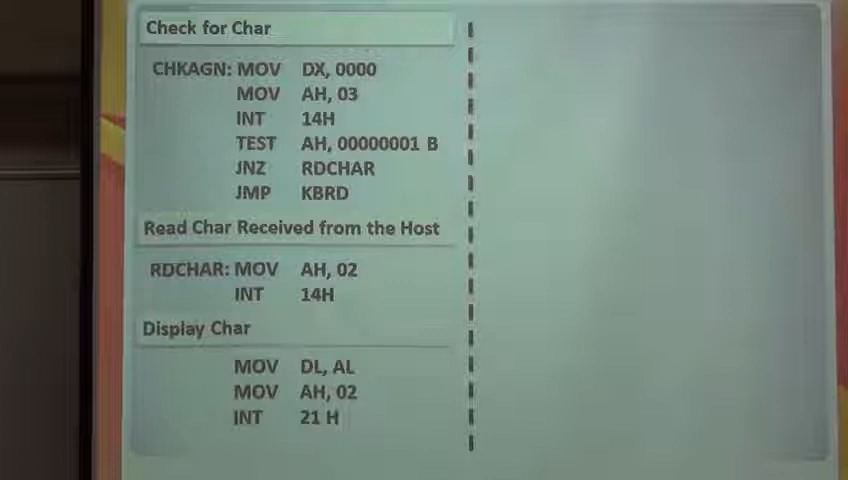 Check for Char
CHKAGN: MOV DX, 0000
MOV AH, 03
INT 14H
TEST AH, 00000001 B
JNZ RDCHAR
JMP KBRD
Read Char Received from the Host
RDCHAR: MOV AH, 02
INT 14H
Display Char
MOV DL, AL
MOV AH, 02
INT 21 H